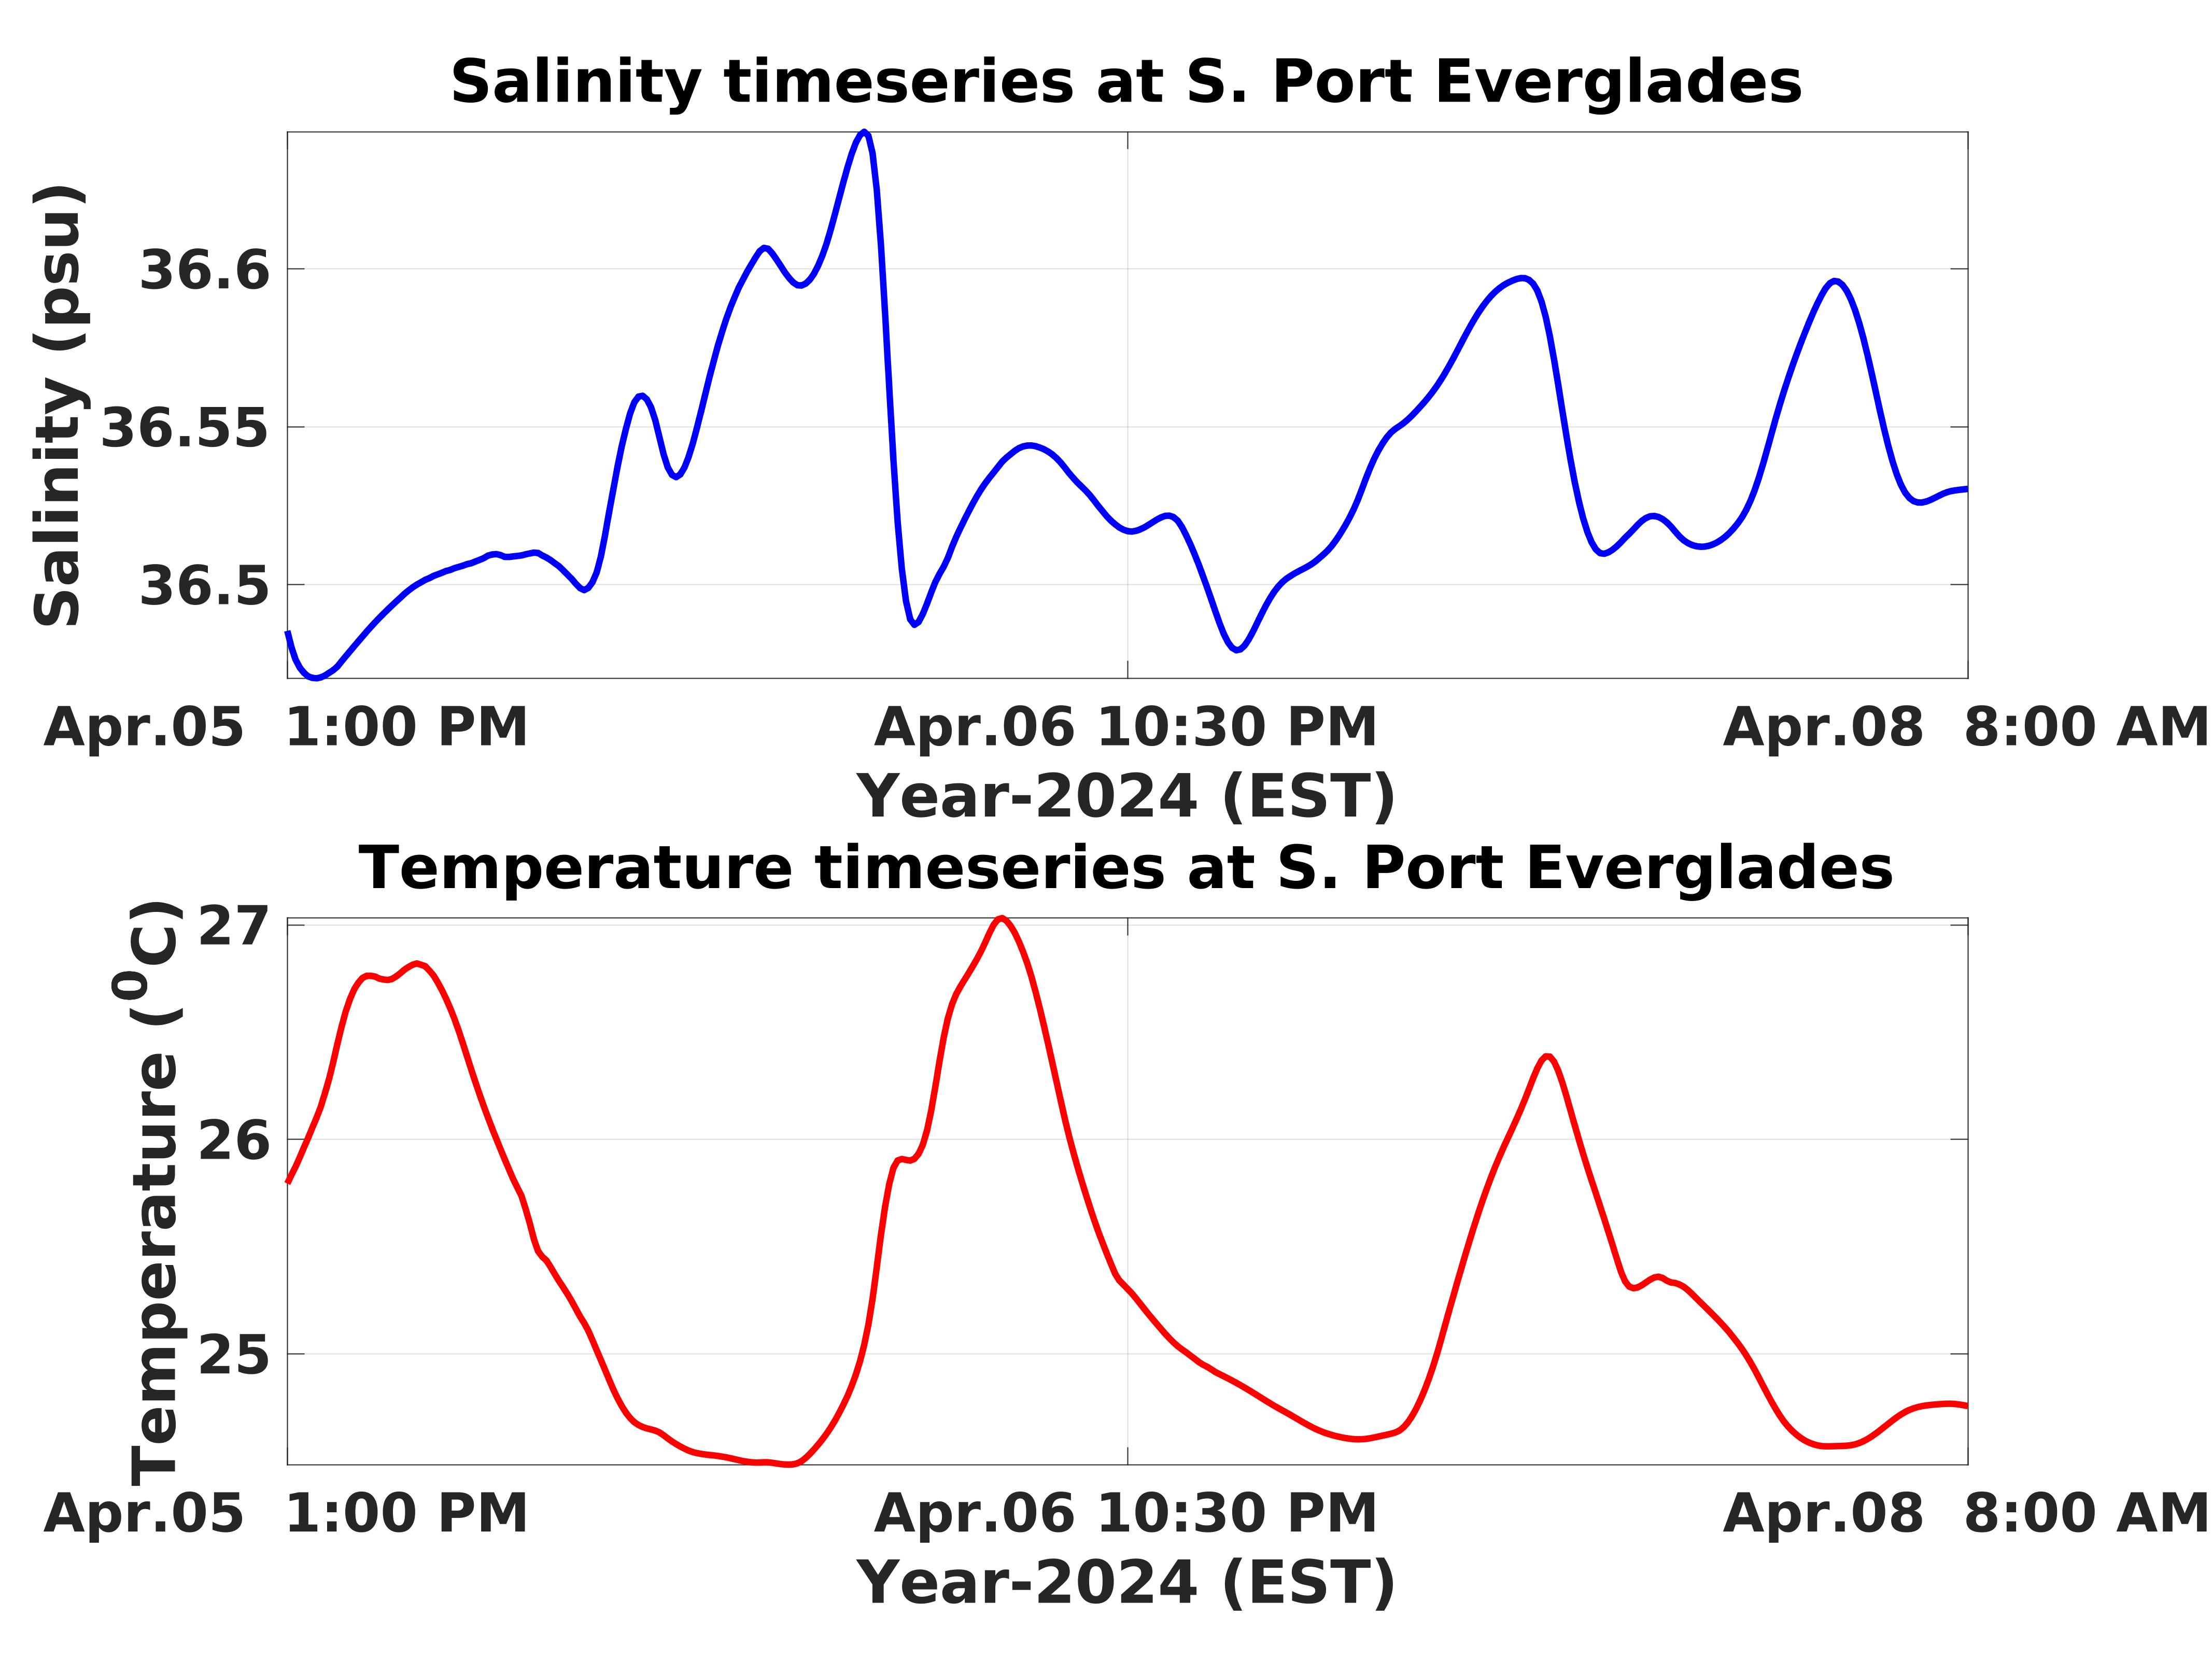 Salinity timeseries at S. Port Everglades
Salinity (psu)
36.6
36.55
36.5
Apr.05  1:00 PM
Apr.06 10:30 PM
Apr.08  8:00 AM
Year-2024 (EST)
Temperature timeseries at S. Port Everglades
Temperature (⁰C)
27
26
25
Apr.05  1:00 PM
Apr.06 10:30 PM
Apr.08  8:00 AM
Year-2024 (EST)